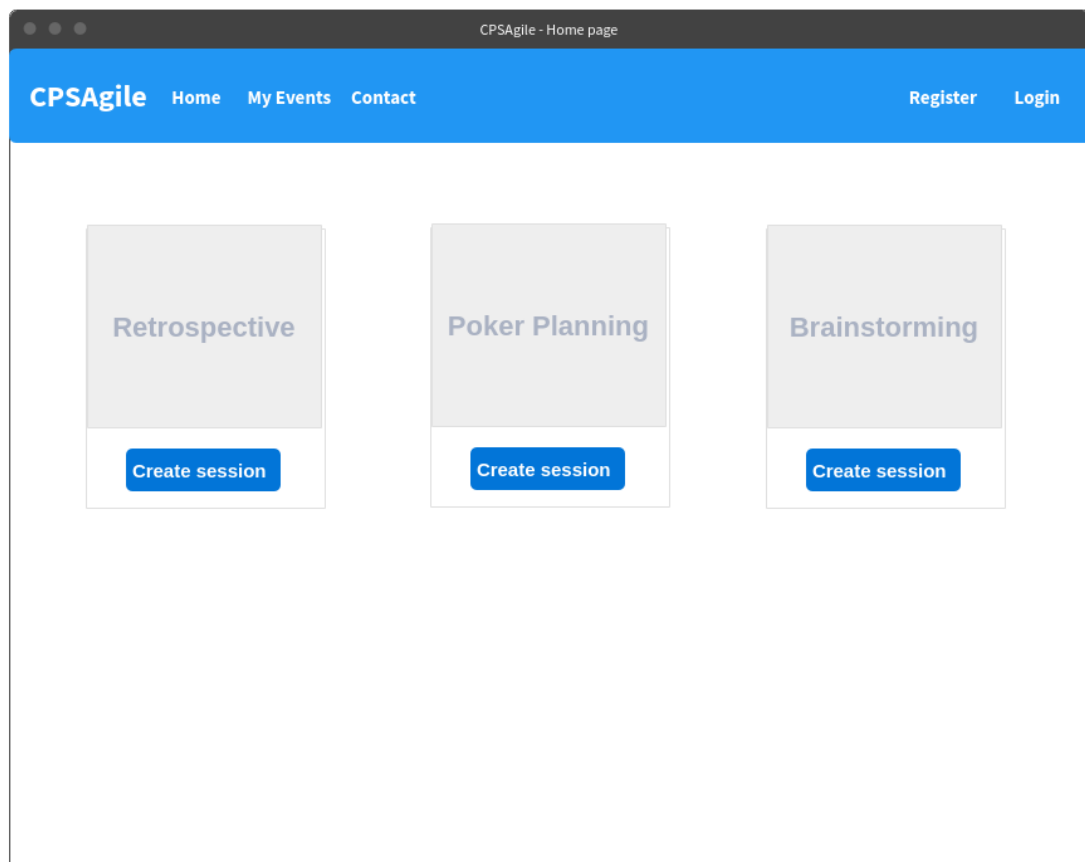 CPSAgile - Home page
CPSAgile Home My Events Contact Register Login
Retrospective Poker Planning Brainstorming
Create session Create session Create session